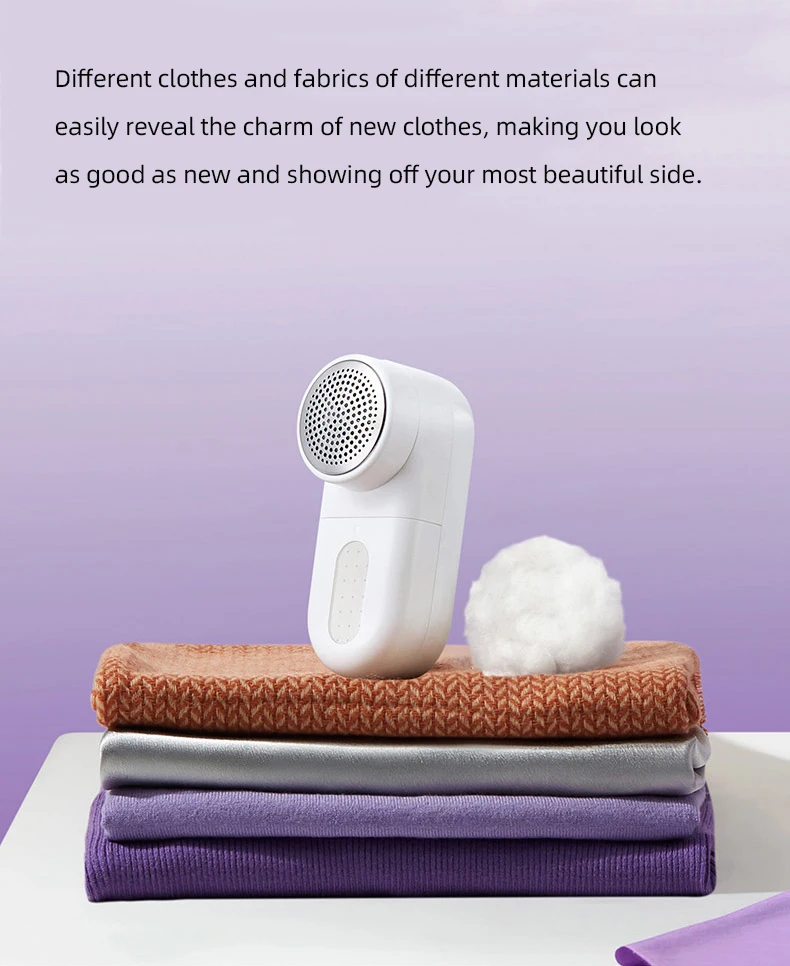 Different clothes and fabrics of different materials can
easily reveal the charm of new clothes, making you look
as good as new and showing off your most beautiful side.